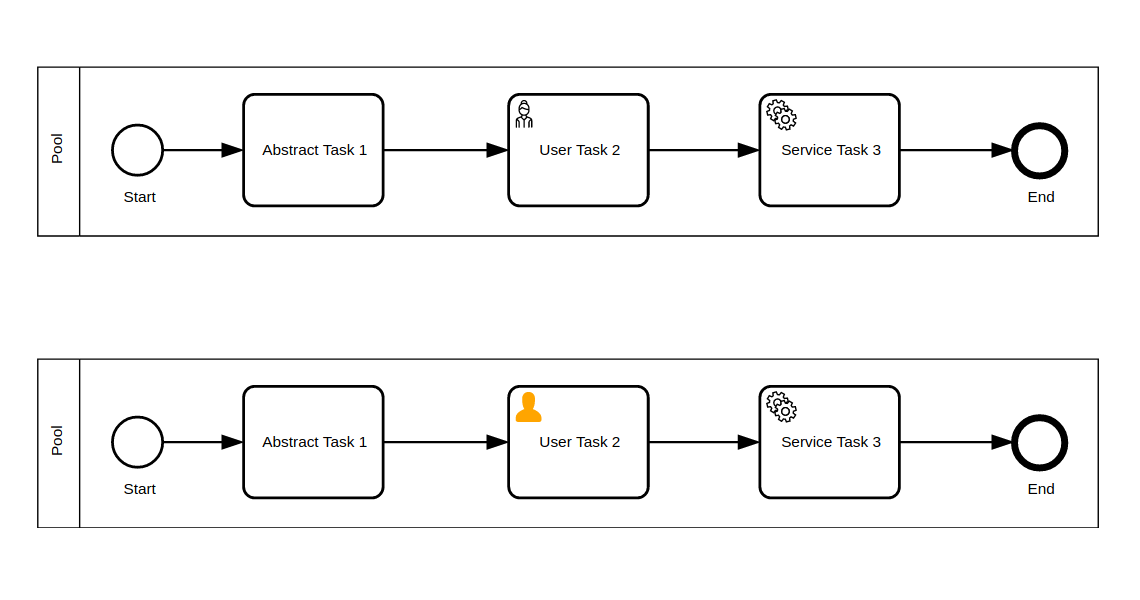 Pool
Abstract Task 1
User Task 2
Service Task 3
Start
End
Pool
Abstract Task 1
User Task 2
Service Task 3
Start
End